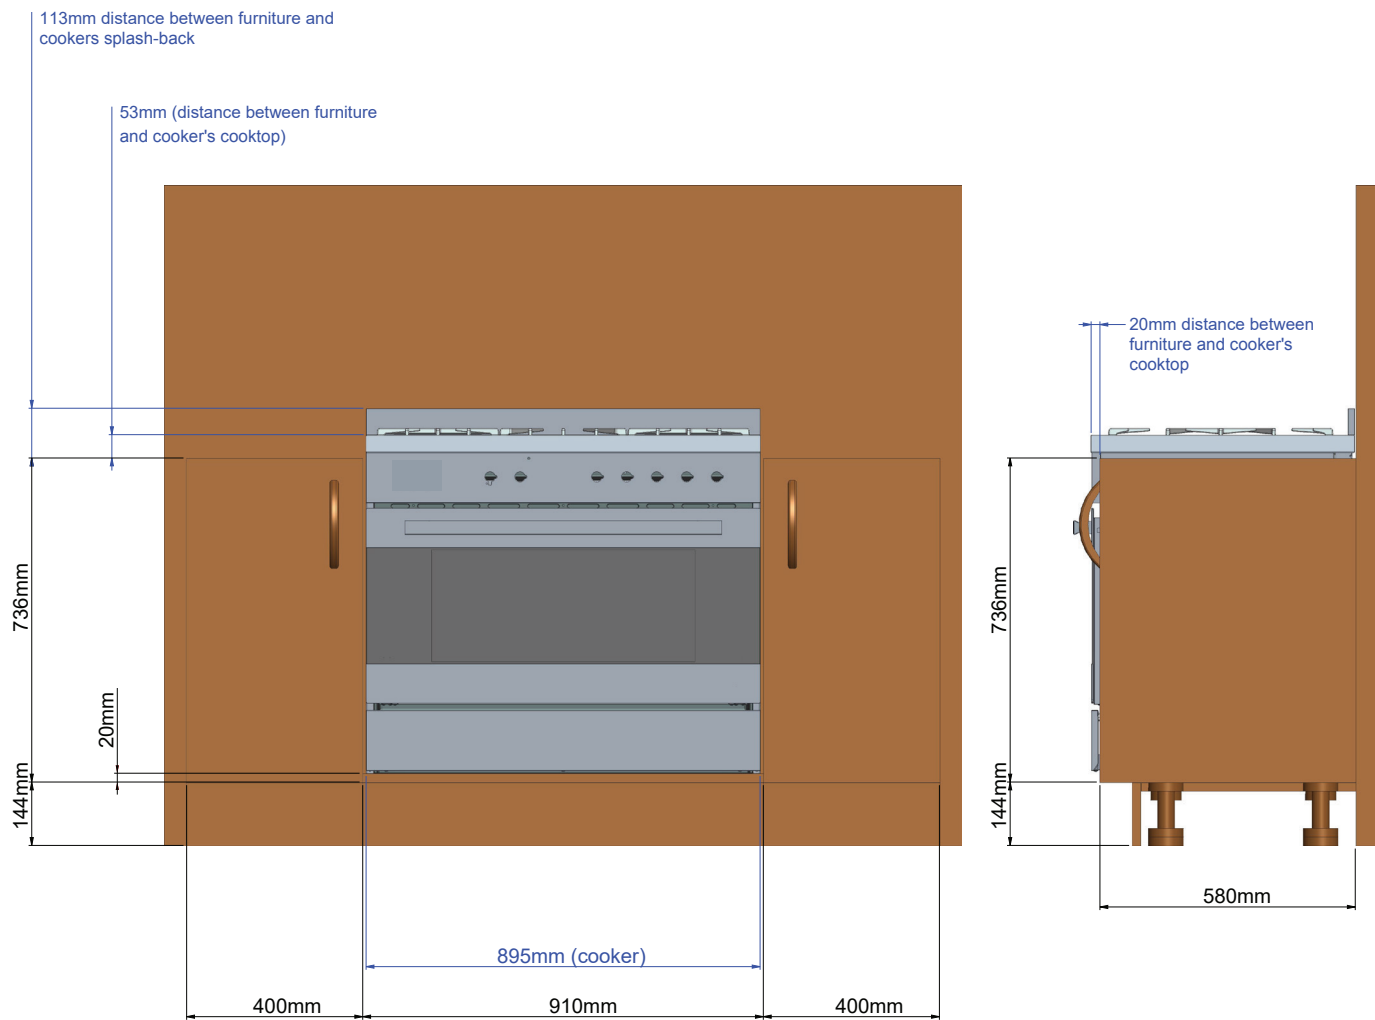 113mm distance between furniture and
cookers splash-back
53mm (distance between furniture
and cooker's cooktop)
20mm distance between
furniture and cooker's
cooktop
736mm
20mm
144mm
736mm
144mm
580mm
895mm (cooker)
400mm
910mm
400mm